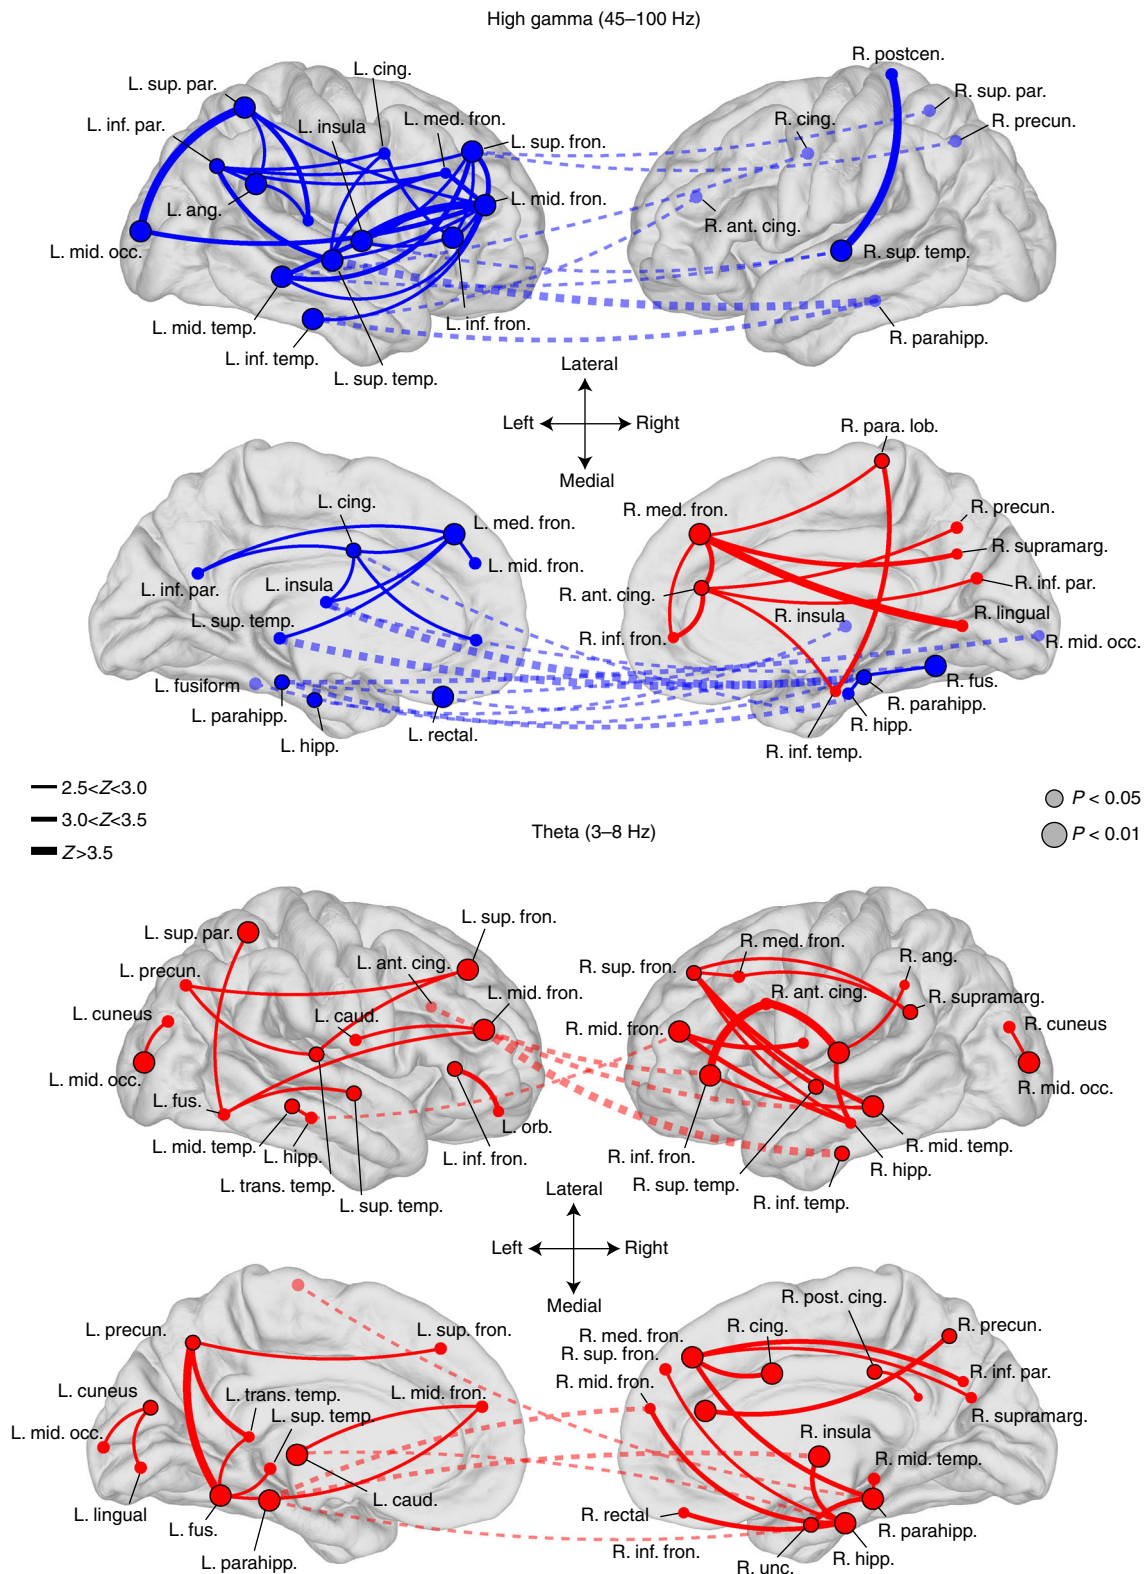 High gamma (45–100 Hz)
L. cing.
L. sup. par.
L. inf. par.
L. insula
L. med. fron.
L. sup. fron.
L. mid. fron.
L. ang.
L. mid. occ.
L. mid. temp.
L. inf. temp.
L. sup. temp.
L. inf. fron.
R. postcen.
R. sup. par.
R. cing.
R. precun.
R. ant. cing.
R. sup. temp.
R. parahipp.
Lateral
Left
Right
Medial
L. cing.
L. med. fron.
L. mid. fron.
L. inf. par.
L. insula
L. sup. temp.
L. fusiform
L. parahipp.
L. hipp.
L. rectal.
R. para. lob.
R. med. fron.
R. precun.
R. supramarg.
R. ant. cing.
R. inf. par.
R. insula
R. lingual
R. inf. fron.
R. mid. occ.
R. fus.
R. parahipp.
R. hipp.
R. inf. temp.
2.5<Z<3.0
3.0<Z<3.5
Z>3.5
P < 0.05
P < 0.01
Theta (3–8 Hz)
L. sup. fron.
L. sup. par.
L. ant. cing.
L. precun.
L. mid. fron.
L. cuneus
L. caud.
L. mid. occ.
L. fus.
L. mid. temp.
L. hipp.
L. orb.
L. inf. fron.
L. trans. temp.
L. sup. temp.
R. med. fron.
R. sup. fron.
R. ang.
R. ant. cing.
R. supramarg.
R. mid. fron.
R. cuneus
R. mid. occ.
R. inf. fron.
R. mid. temp.
R. sup. temp.
R. hipp.
R. inf. temp.
Lateral
Left
Right
Medial
L. precun.
L. sup. fron.
L. cuneus
L. trans. temp.
L. mid. fron.
L. sup. temp.
L. mid. occ.
L. lingual
L. caud.
L. fus.
L. parahipp.
R. post. cing.
R. med. fron.
R. cing.
R. precun.
R. sup. fron.
R. mid. fron.
R. inf. par.
R. supramarg.
R. insula
R. mid. temp.
R. rectal
R. parahipp.
R. inf. fron.
R. unc.
R. hipp.